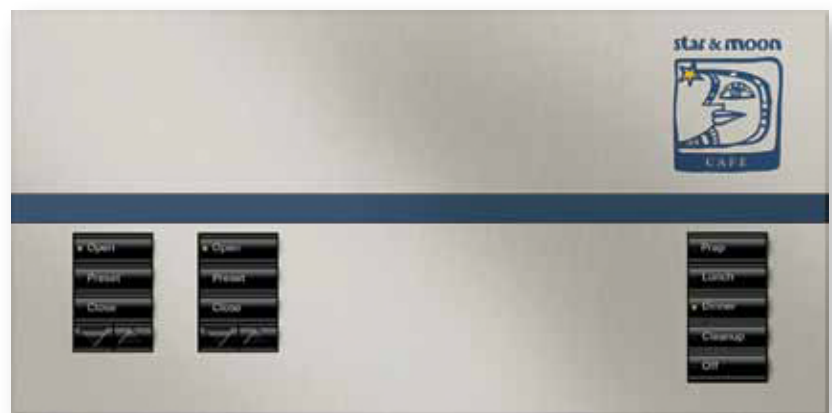 star & moon
CAFE
Open
Preset
Close
Open
Preset
Close
Prep
Lunch
Dinner
Cleanup
Off